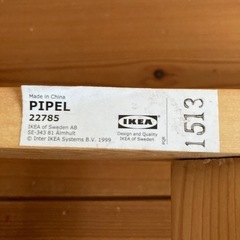 Made in China
PIPEL
22785
IKEA of Sweden AB
SE-343 81 Älmhult
© Inter IKEA Systems B.V. 1999
IKEA
Design and Quality
IKEA of Sweden
1513